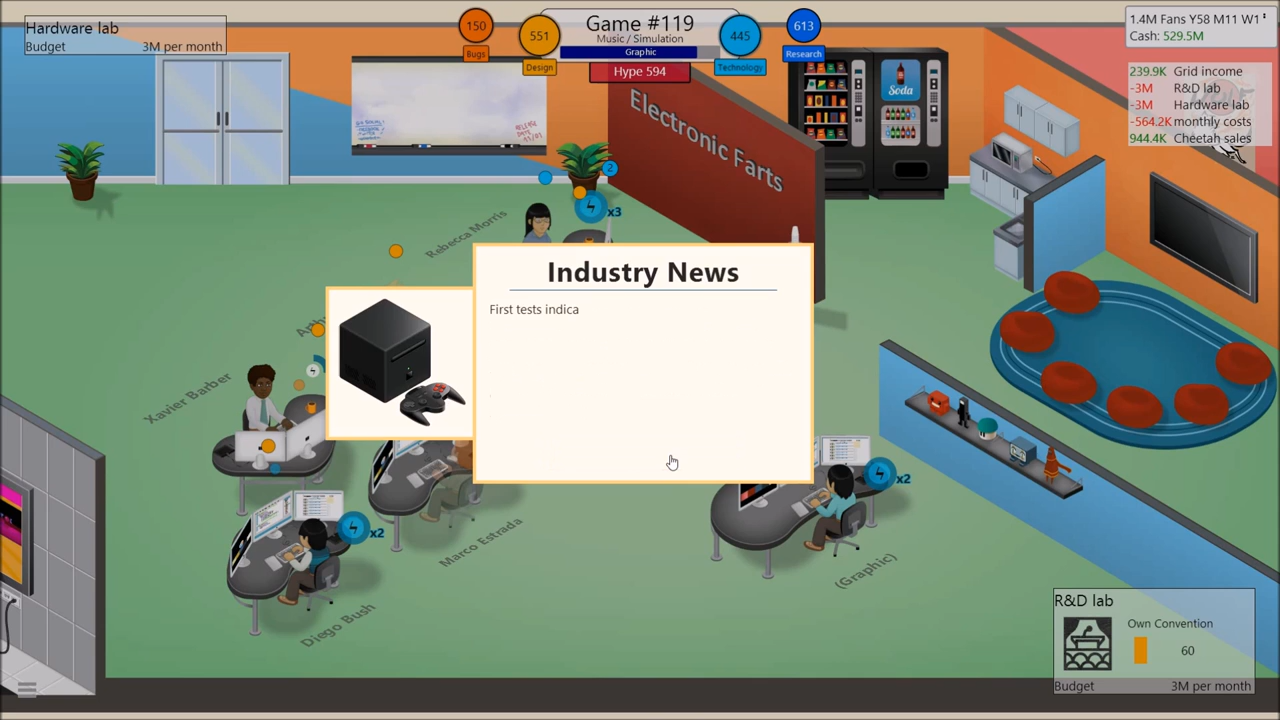 Hardware lab
Budget 3M per month
150
Bugs
551
Design
Game #119
Music / Simulation
Graphic
Hype 594
445
Technology
613
Research
1.4M Fans Y58 M11 W1
Cash: 529.5M
239.9K Grid income
-3M R&D lab
-3M Hardware lab
-564.2K monthly costs
944.4K Cheetah sales
RELEASE
DATE
Electronic Farts
Soda
2
x3
Rebecca Morris
Industry News
First tests indica
Xavier Barber
x2
Marco Estrada
x2
(Graphic)
Diego Bush
R&D lab
Own Convention
60
Budget 3M per month